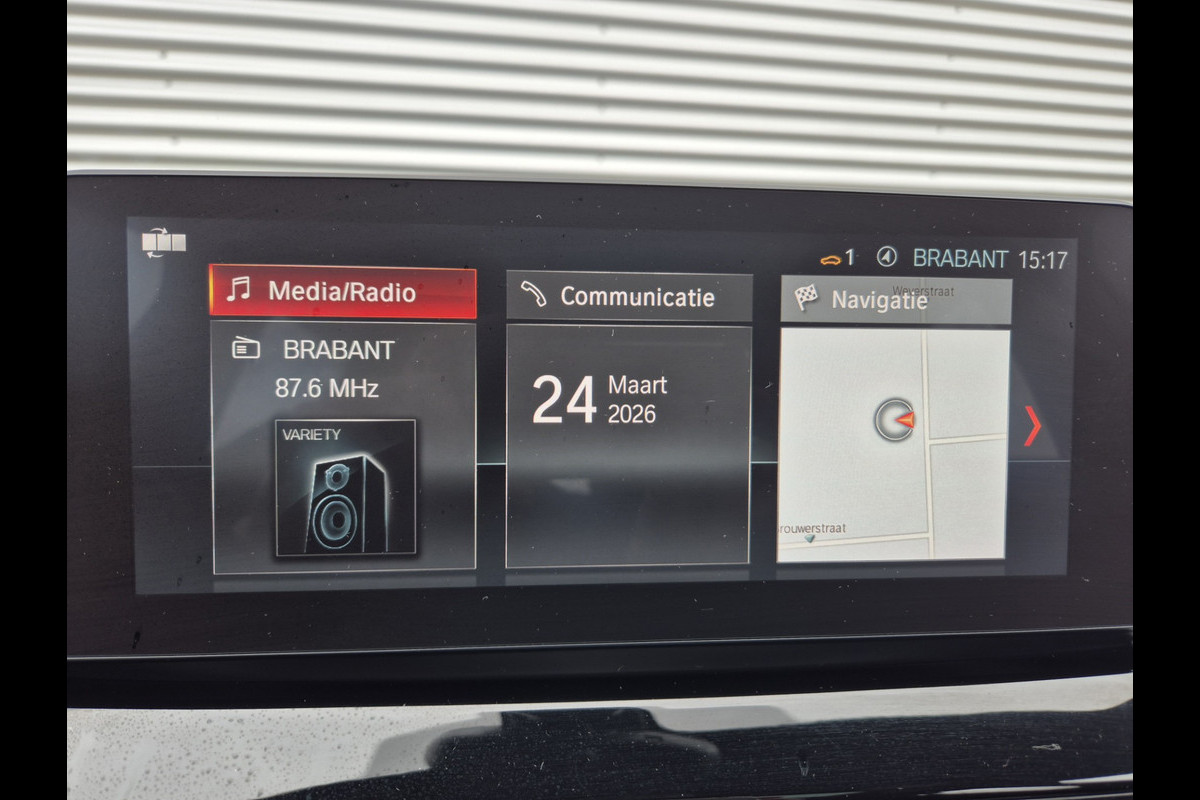 1 BRABANT 15:17
Media/Radio
BRABANT
87.6 MHz
VARIETY
Communicatie
24 Maart
2026
Weverstraat
Navigatie
rouwerstraat